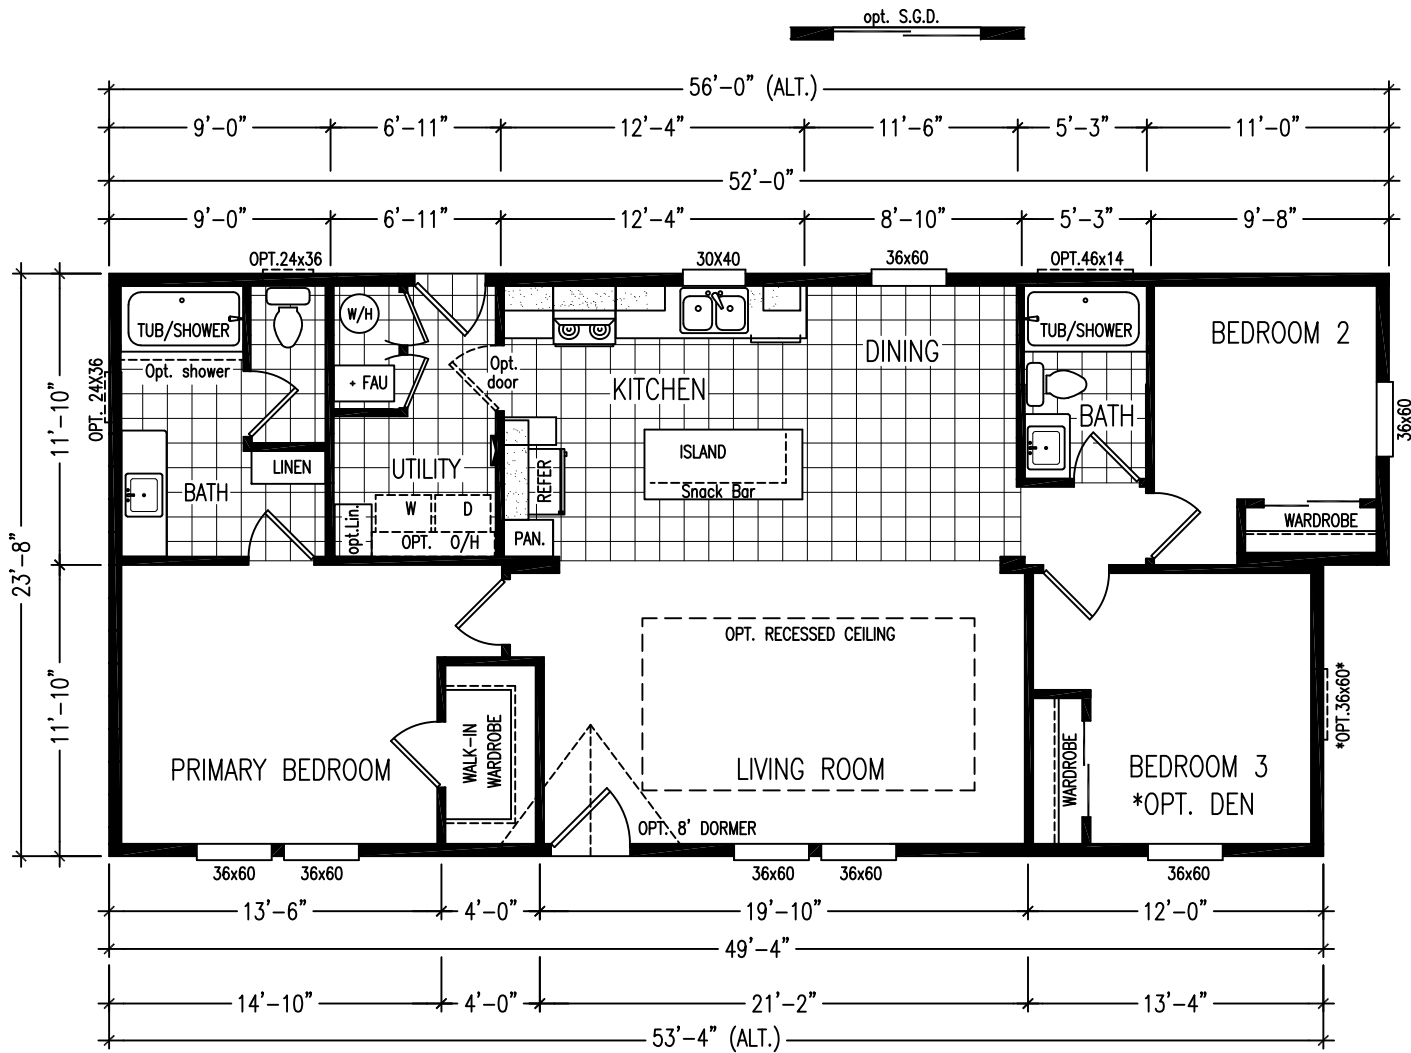 opt. S.G.D.
56'-0" (ALT.)
9'-0" 6'-11" 12'-4" 11'-6" 5'-3" 11'-0"
52'-0"
9'-0" 6'-11" 12'-4" 8'-10" 5'-3" 9'-8"
OPT.24x36
30X40
36x60
OPT.46x14
TUB/SHOWER
Opt. shower
OPT. 24X36
W/H
+ FAU
Opt.
door
KITCHEN
DINING
TUB/SHOWER
BATH
BEDROOM 2
36x60
11'-10"
LINEN
BATH
UTILITY
W
D
OPT. O/H
opt.Lin.
REFER
PAN.
ISLAND
Snack Bar
WARDROBE
23'-8"
11'-10"
PRIMARY BEDROOM
WALK-IN
WARDROBE
OPT. RECESSED CEILING
LIVING ROOM
OPT. 8' DORMER
WARDROBE
BEDROOM 3
*OPT. DEN
*OPT.36x60*
36x60
36x60
36x60
36x60
36x60
13'-6" 4'-0" 19'-10" 12'-0"
49'-4"
14'-10" 4'-0" 21'-2" 13'-4"
53'-4" (ALT.)